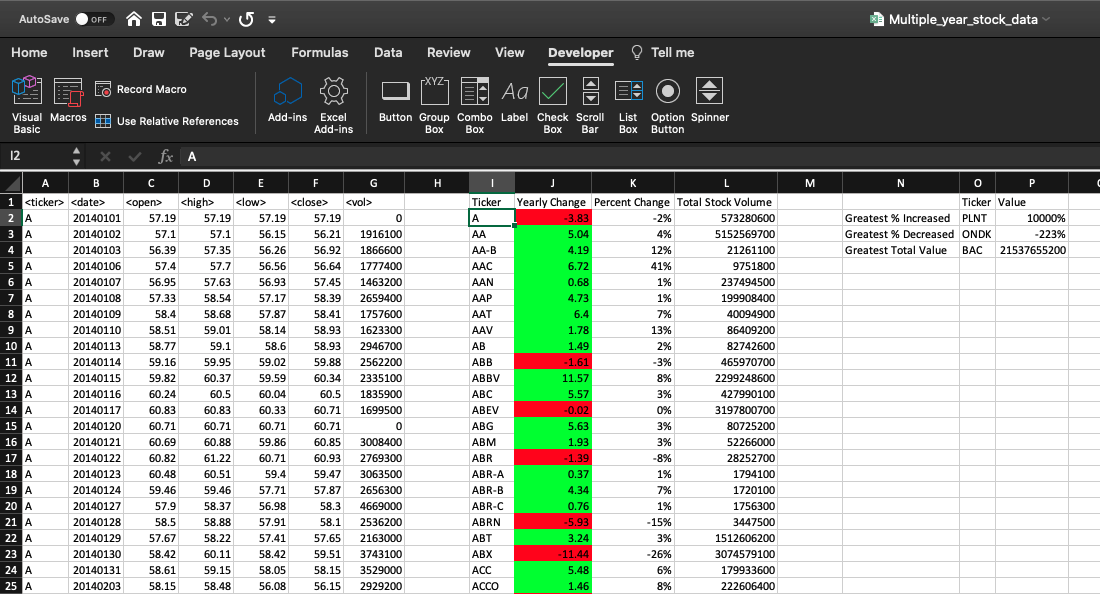 AutoSave OFF Multiple_year_stock_data
Home Insert Draw Page Layout Formulas Data Review View Developer Tell me
Visual Basic Macros Record Macro Use Relative References Add-ins Excel Add-ins Button XYZ Group Box Combo Box Aa Label Check Box Scroll Bar List Box Option Button Spinner
I2 fx A
A B C D E F G H I J K L M N O P
1 <ticker> <date> <open> <high> <low> <close> <vol> Ticker Yearly Change Percent Change Total Stock Volume Ticker Value
2 A 20140101 57.19 57.19 57.19 57.19 0 A -3.83 -2% 573280600 Greatest % Increased PLNT 10000%
3 A 20140102 57.1 57.1 56.15 56.21 1916100 AA 5.04 4% 5152569700 Greatest % Decreased ONDK -223%
4 A 20140103 56.39 57.35 56.26 56.92 1866600 AA-B 4.19 12% 21261100 Greatest Total Value BAC 21537655200
5 A 20140106 57.4 57.7 56.56 56.64 1777400 AAC 6.72 41% 9751800
6 A 20140107 56.95 57.63 56.93 57.45 1463200 AAN 0.68 1% 237494500
7 A 20140108 57.33 58.54 57.17 58.39 2659400 AAP 4.73 1% 199908400
8 A 20140109 58.4 58.68 57.87 58.41 1757600 AAT 6.4 7% 40094900
9 A 20140110 58.51 59.01 58.14 58.93 1623300 AAV 1.78 13% 86409200
10 A 20140113 58.77 59.1 58.6 58.93 2946700 AB 1.49 2% 82742600
11 A 20140114 59.16 59.95 59.02 59.88 2562200 ABB -1.61 -3% 465970700
12 A 20140115 59.82 60.37 59.59 60.34 2335100 ABBV 11.57 8% 2299248600
13 A 20140116 60.24 60.5 60.04 60.5 1835900 ABC 5.57 3% 427990100
14 A 20140117 60.83 60.83 60.33 60.71 1699500 ABEV -0.02 0% 3197800700
15 A 20140120 60.71 60.71 60.71 60.71 0 ABG 5.63 3% 80725200
16 A 20140121 60.69 60.88 59.86 60.85 3008400 ABM 1.93 3% 52266000
17 A 20140122 60.82 61.22 60.71 60.93 2769300 ABR -1.39 -8% 28252700
18 A 20140123 60.48 60.51 59.4 59.47 3063500 ABR-A 0.37 1% 1794100
19 A 20140124 59.46 59.46 57.71 57.87 2656300 ABR-B 4.34 7% 1720100
20 A 20140127 57.9 58.37 56.98 58.3 4669000 ABR-C 0.76 1% 1756300
21 A 20140128 58.5 58.88 57.91 58.1 2536200 ABRN -5.93 -15% 3447500
22 A 20140129 57.67 58.22 57.41 57.65 2163000 ABT 3.24 3% 1512606200
23 A 20140130 58.42 60.11 58.42 59.51 3743100 ABX -11.44 -26% 3074579100
24 A 20140131 58.61 59.15 58.05 58.15 3529000 ACC 5.48 6% 179933600
25 A 20140203 58.15 58.48 56.08 56.15 2929200 ACCO 1.46 8% 222606400